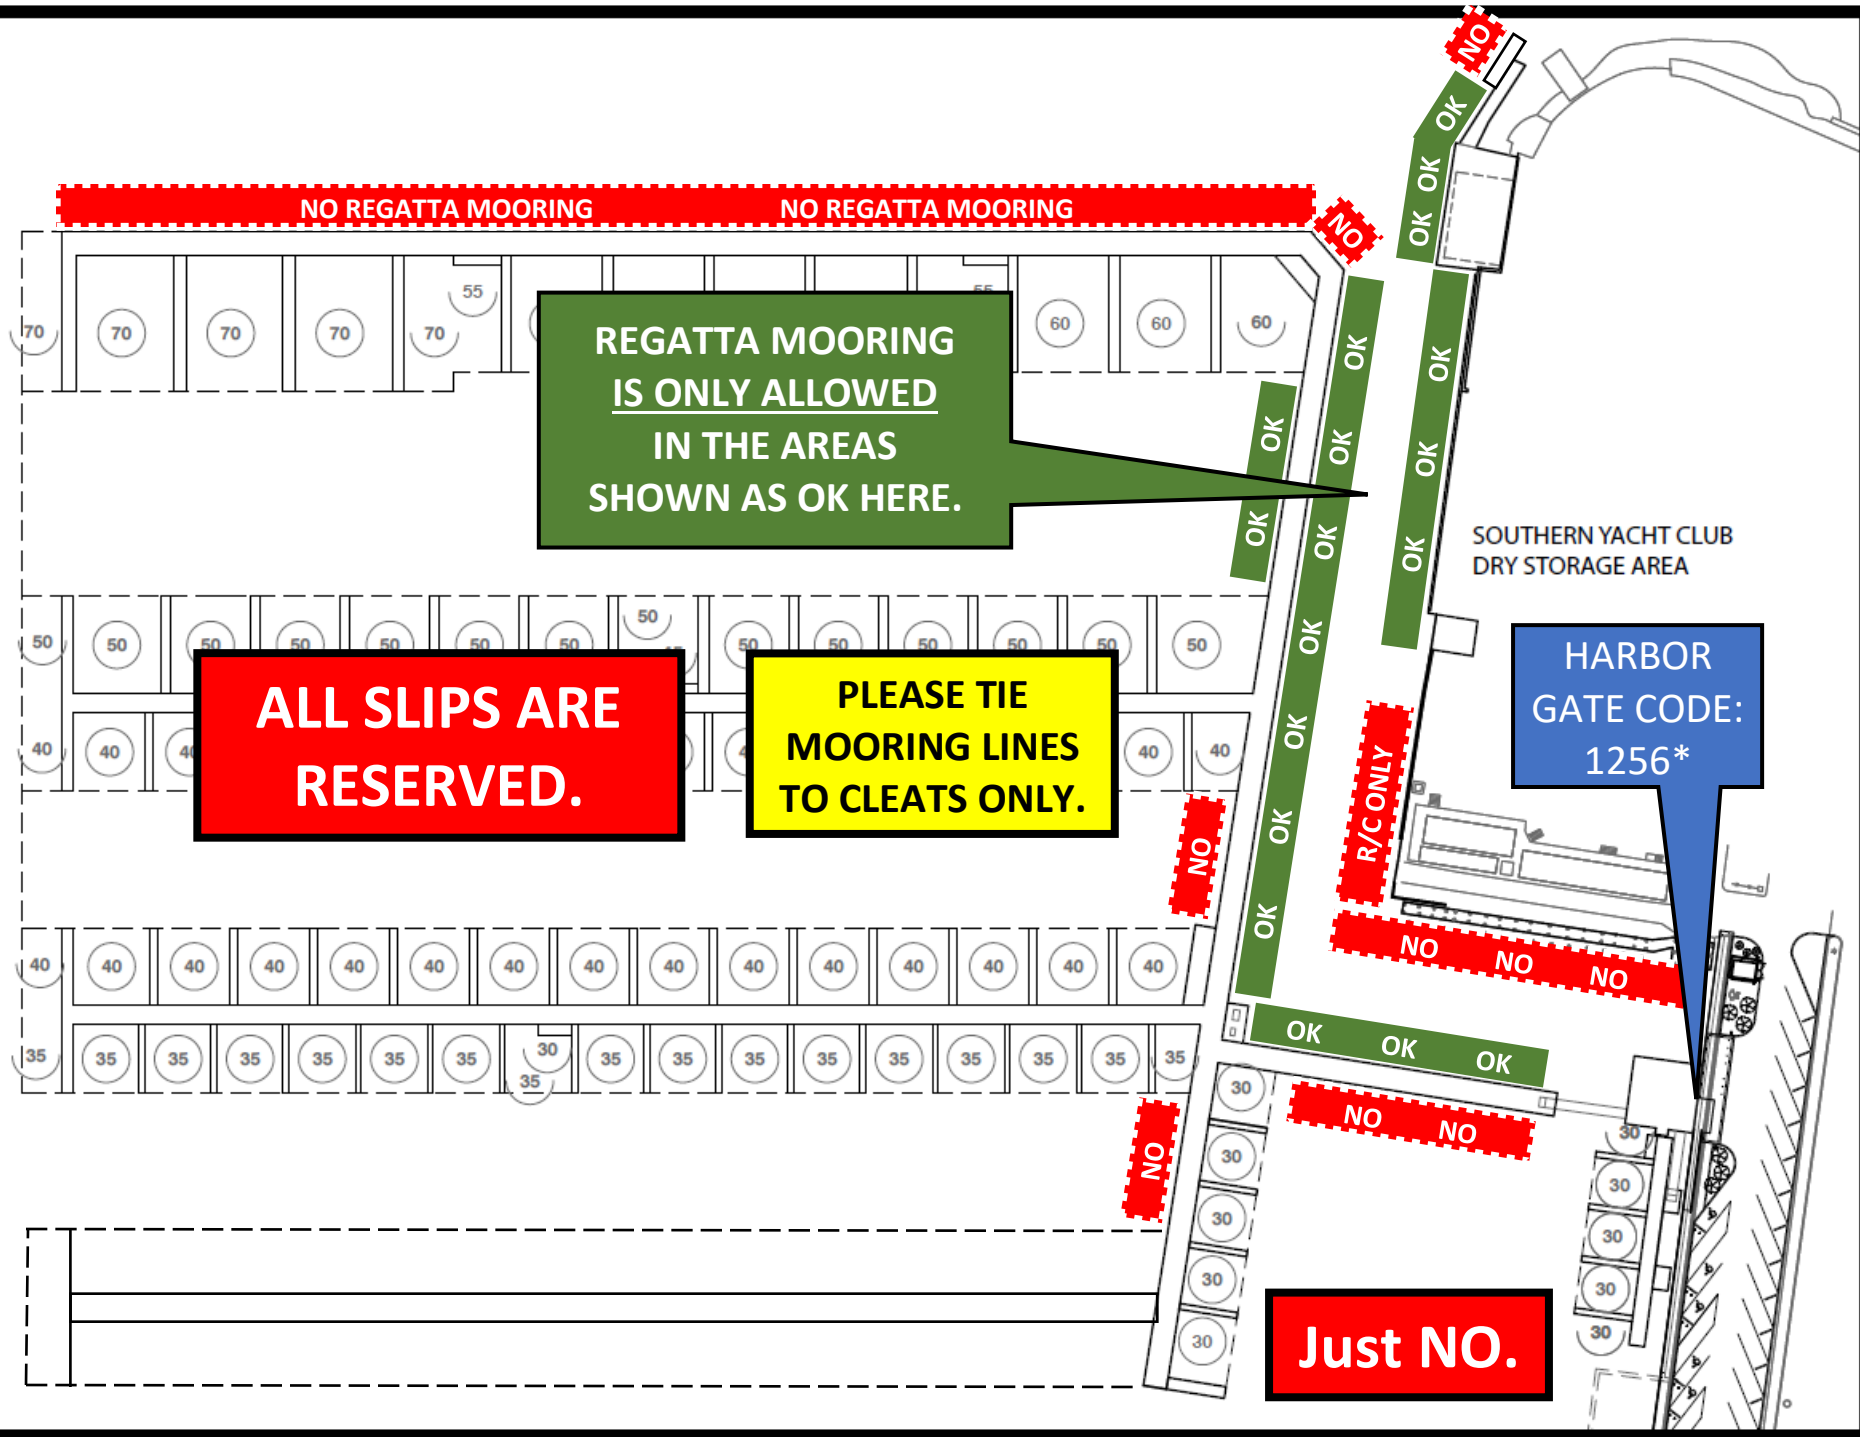 NO
OK
OK
OK
NO REGATTA MOORING NO REGATTA MOORING
NO
55
55
70 70 70 70 70 60 60 60
REGATTA MOORING
IS ONLY ALLOWED
IN THE AREAS
SHOWN AS OK HERE.
OK OK
OK OK OK
OK OK OK
SOUTHERN YACHT CLUB
DRY STORAGE AREA
50
50 50 50 50 50 50 50 50 50 50 50 50 50
OK
ALL SLIPS ARE
RESERVED.
PLEASE TIE
MOORING LINES
TO CLEATS ONLY.
HARBOR
GATE CODE:
1256*
OK
40 40 40 40 40
R/C ONLY
OK
NO
OK
NO NO NO
40 40 40 40 40 40 40 40 40 40 40 40 40 40 40
OK OK OK
30
35 35 35 35 35 35 35 35 35 35 35 35 35 35 35 35
35
30
NO NO
30
NO
30 30
30 30
30 30
30 30
Just NO.